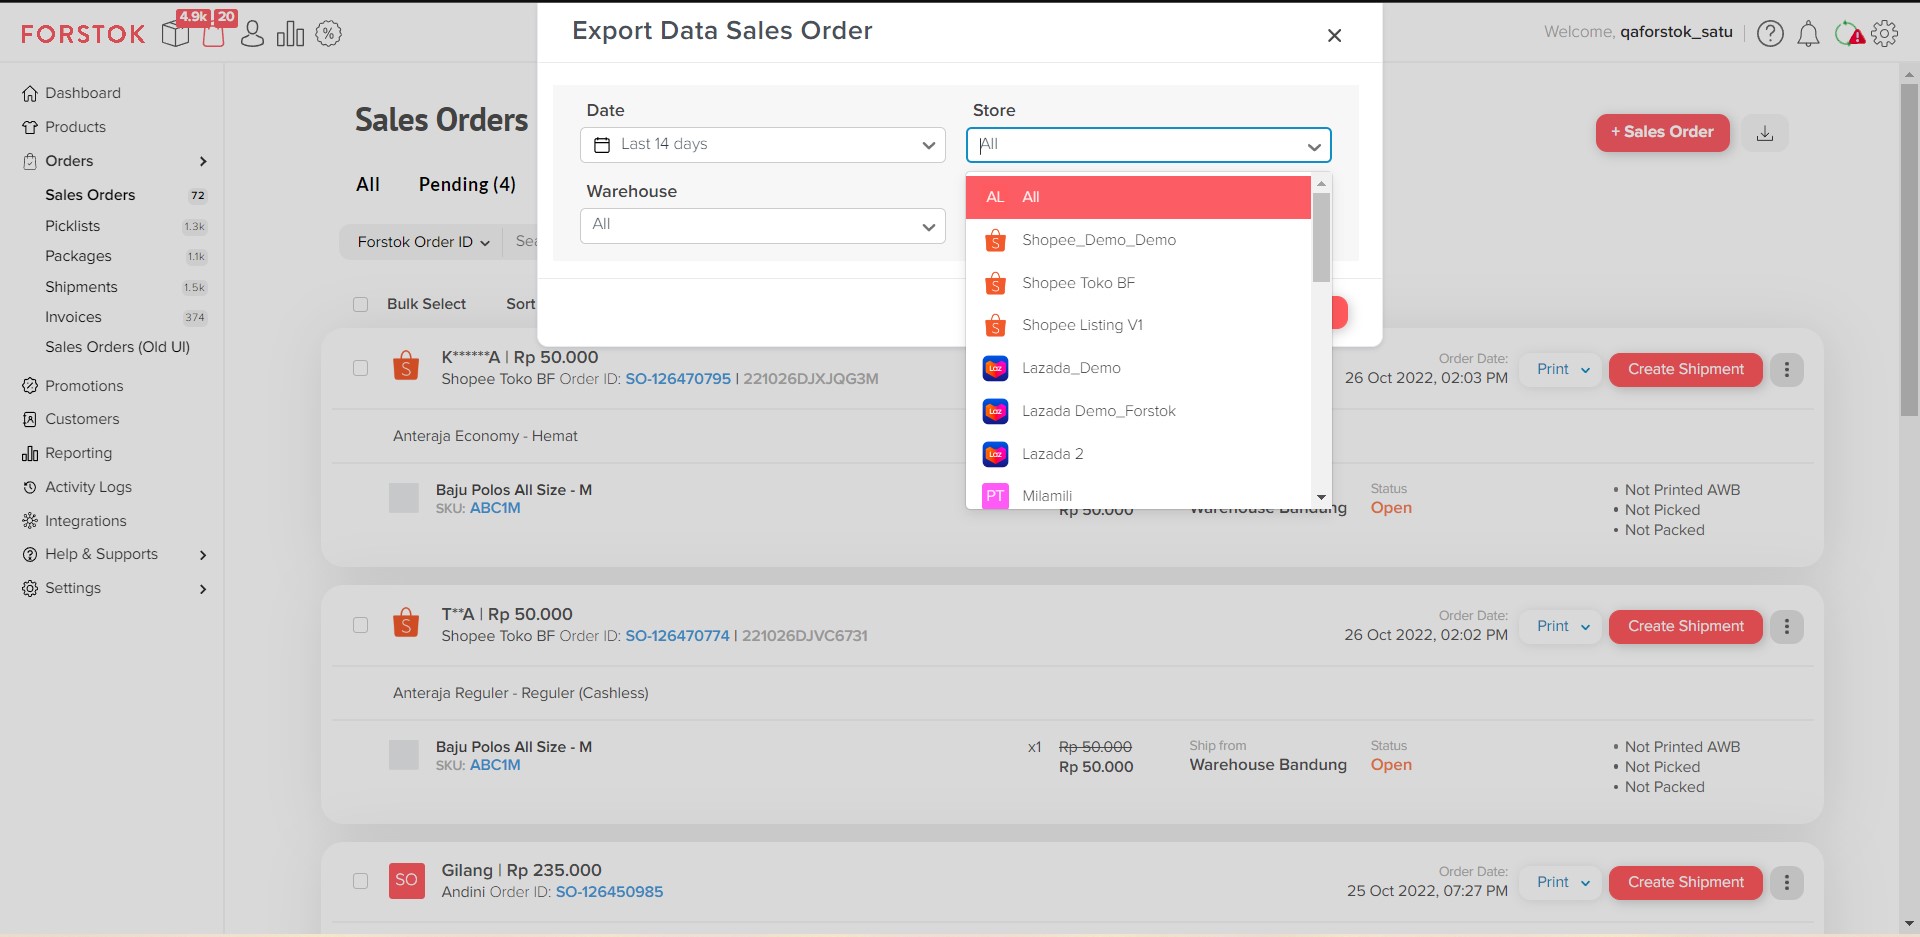 FORSTOK
4.9k
20
Export Data Sales Order
Welcome, qaforstok_satu
Dashboard
Products
Orders
Sales Orders 72
Picklists 1.3k
Packages 1.1k
Shipments 1.5k
Invoices 374
Sales Orders (Old UI)
Promotions
Customers
Reporting
Activity Logs
Integrations
Help & Supports
Settings
Sales Orders
+ Sales Order
All Pending (4)
Forstok Order ID
Sea
Bulk Select Sort
Date
Last 14 days
Store
All
Warehouse
All
AL All
Shopee_Demo_Demo
Shopee Toko BF
Shopee Listing V1
Lazada_Demo
Lazada Demo_Forstok
Lazada 2
PT Milamili
K******A | Rp 50.000
Shopee Toko BF Order ID: SO-126470795 | 221026DJXJQG3M
Order Date:
26 Oct 2022, 02:03 PM
Print
Create Shipment
Anteraja Economy - Hemat
Baju Polos All Size - M
SKU: ABC1M
Rp 50.000
Warehouse Bandung
Status
Open
• Not Printed AWB
• Not Picked
• Not Packed
T**A | Rp 50.000
Shopee Toko BF Order ID: SO-126470774 | 221026DJVC6731
Order Date:
26 Oct 2022, 02:02 PM
Print
Create Shipment
Anteraja Reguler - Reguler (Cashless)
Baju Polos All Size - M
SKU: ABC1M
x1 Rp 50.000
Rp 50.000
Ship from
Warehouse Bandung
Status
Open
• Not Printed AWB
• Not Picked
• Not Packed
SO
Gilang | Rp 235.000
Andini Order ID: SO-126450985
Order Date:
25 Oct 2022, 07:27 PM
Print
Create Shipment